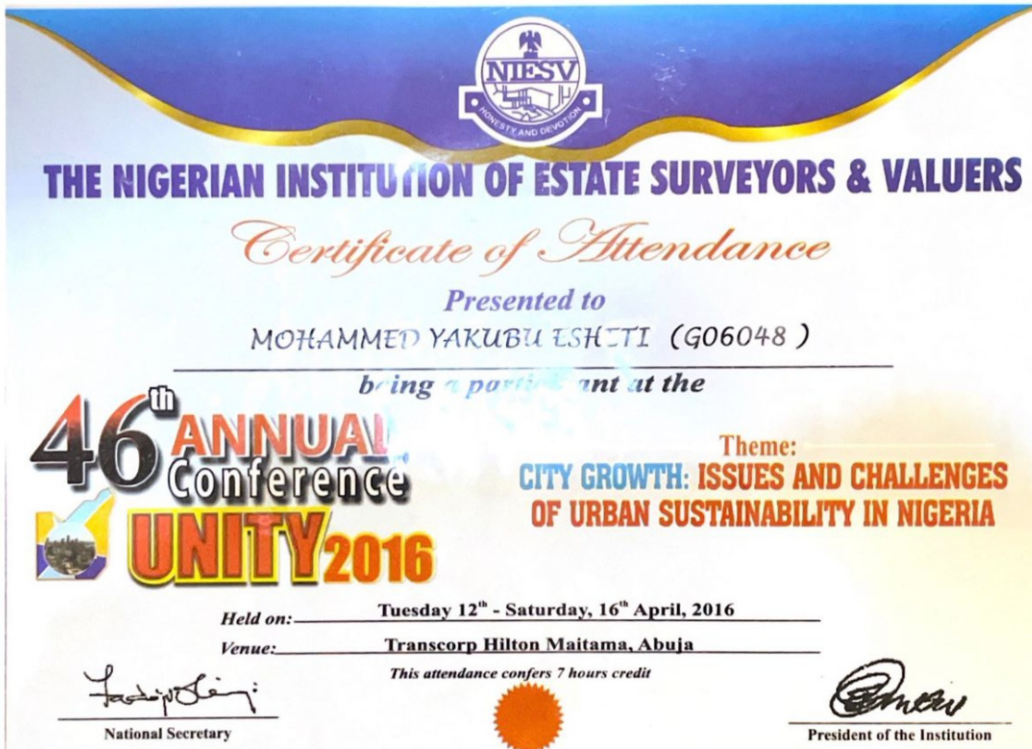 NIESV
HONESTY AND DEVOTION
THE NIGERIAN INSTITUTION OF ESTATE SURVEYORS & VALUERS
Certificate of Attendance
Presented to
MOHAMMED YAKUBU (G06048 )
being a at the
46th ANNUAL
Conference
UNITY 2016
Theme:
CITY GROWTH: ISSUES AND CHALLENGES
OF URBAN SUSTAINABILITY IN NIGERIA
Held on: Tuesday 12th - Saturday, 16th April, 2016
Venue: Transcorp Hilton Maitama, Abuja
This attendance confers 7 hours credit
National Secretary
President of the Institution